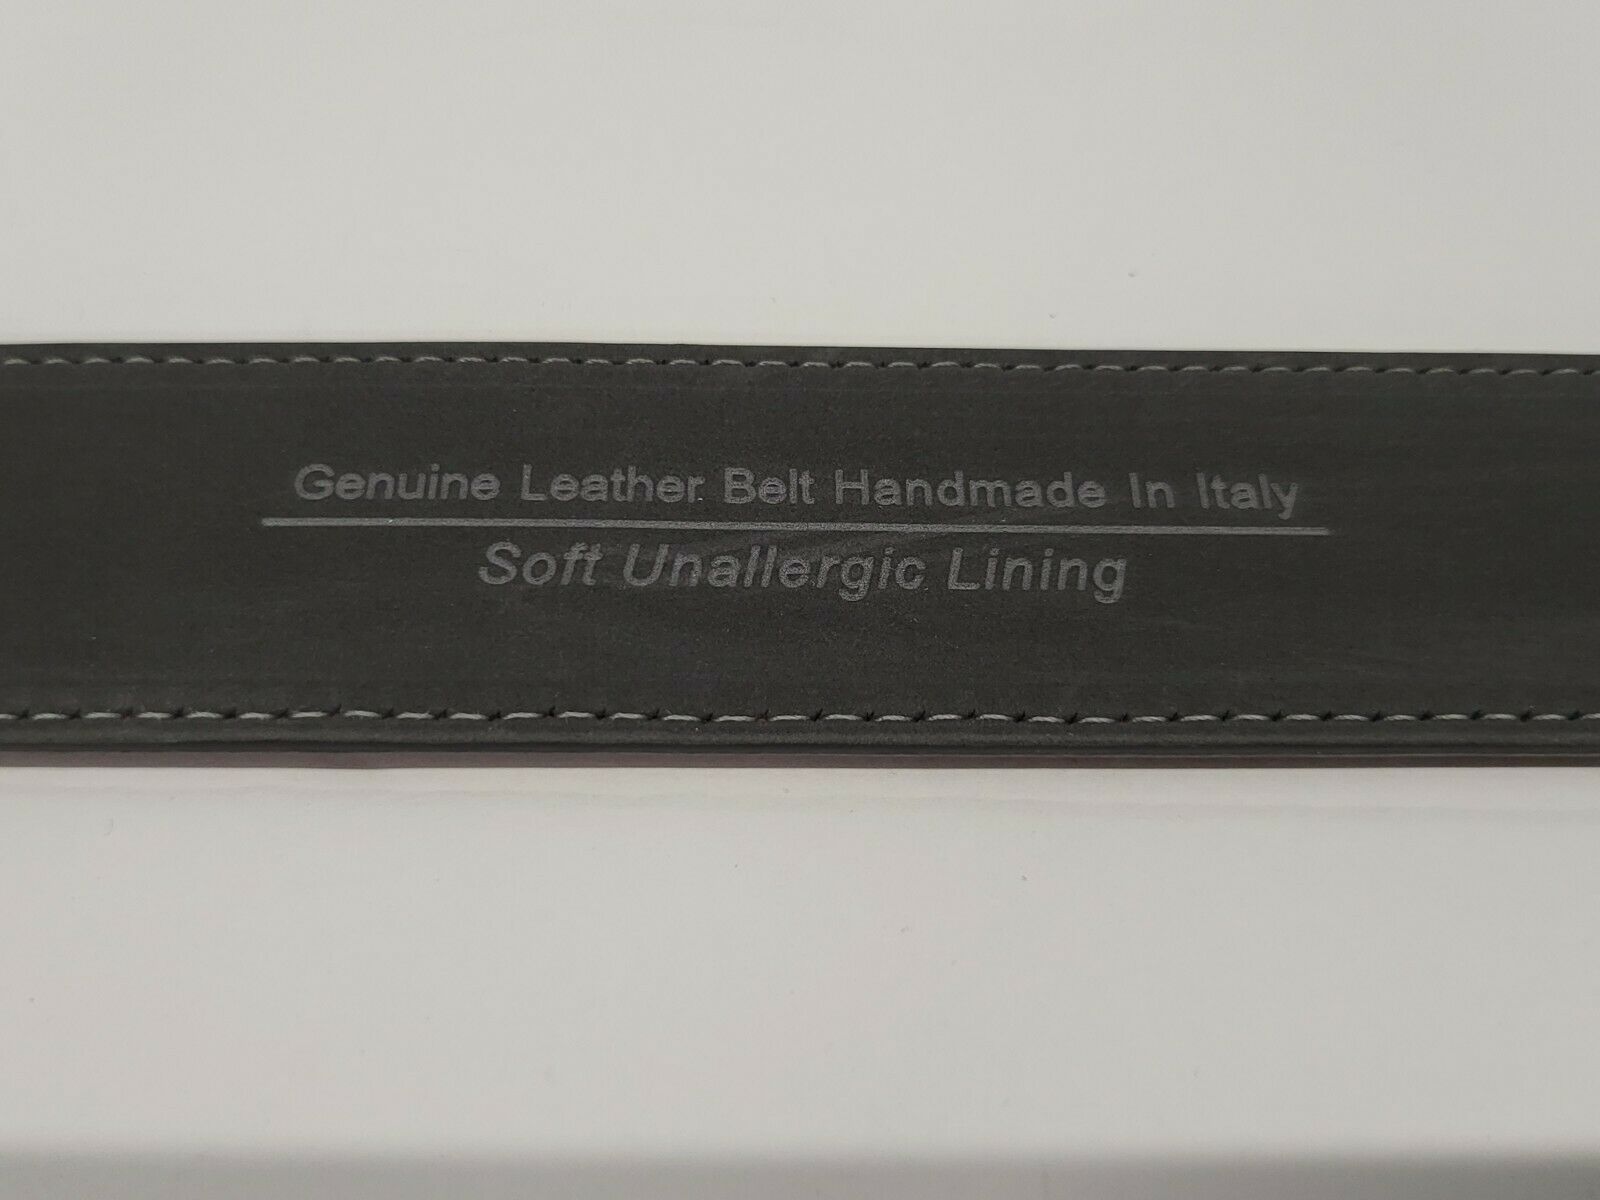 Genuine Leather Belt Handmade In Italy
Soft Unallergic Lining